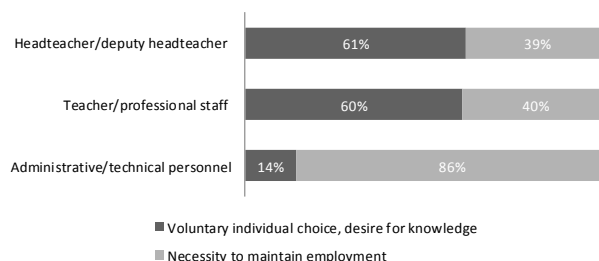 Headteacher/deputy headteacher 61% 39%
Teacher/professional staff 60% 40%
Administrative/technical personnel 14% 86%
Voluntary individual choice, desire for knowledge
Necessity to maintain employment